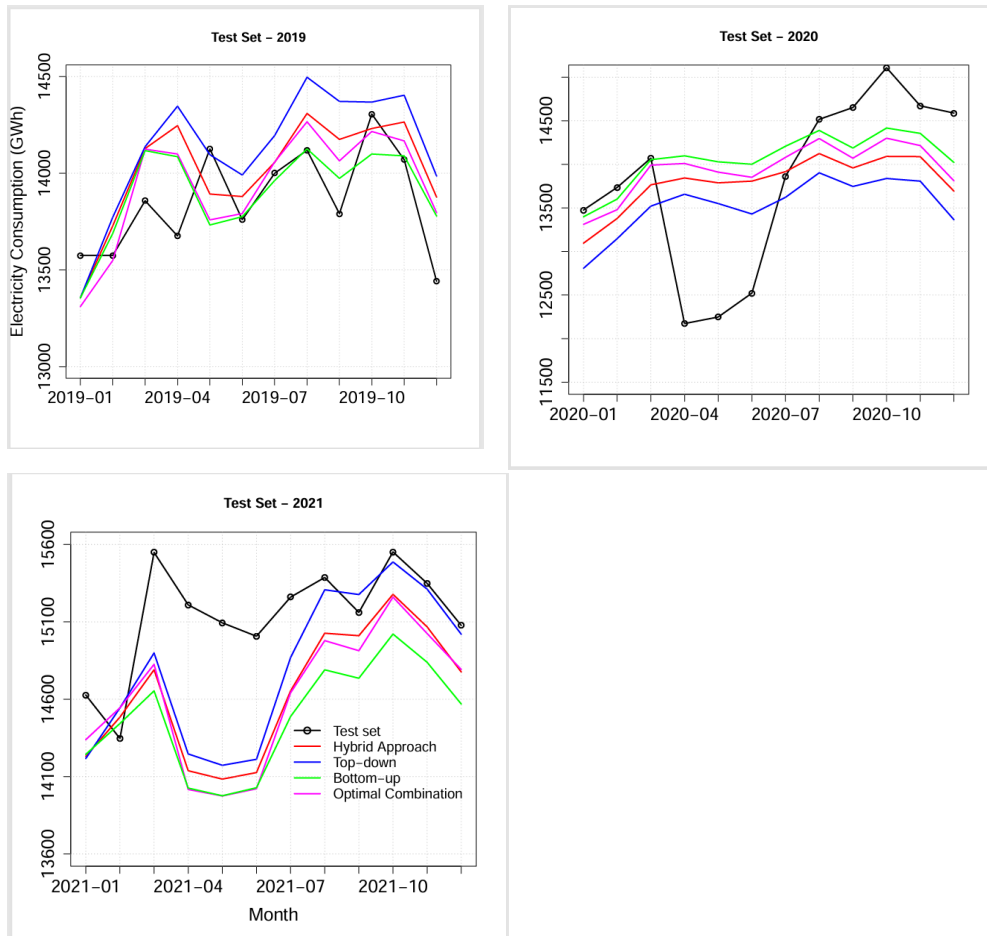 Test Set – 2019
Electricity Consumption (GWh)
14500
14000
13500
13000
2019−01
2019−04
2019−07
2019−10
Test Set – 2020
14500
13500
12500
11500
2020−01
2020−04
2020−07
2020−10
Test Set – 2021
15600
15100
14600
14100
13600
Test set
Hybrid Approach
Top−down
Bottom−up
Optimal Combination
2021−01
2021−04
2021−07
2021−10
Month